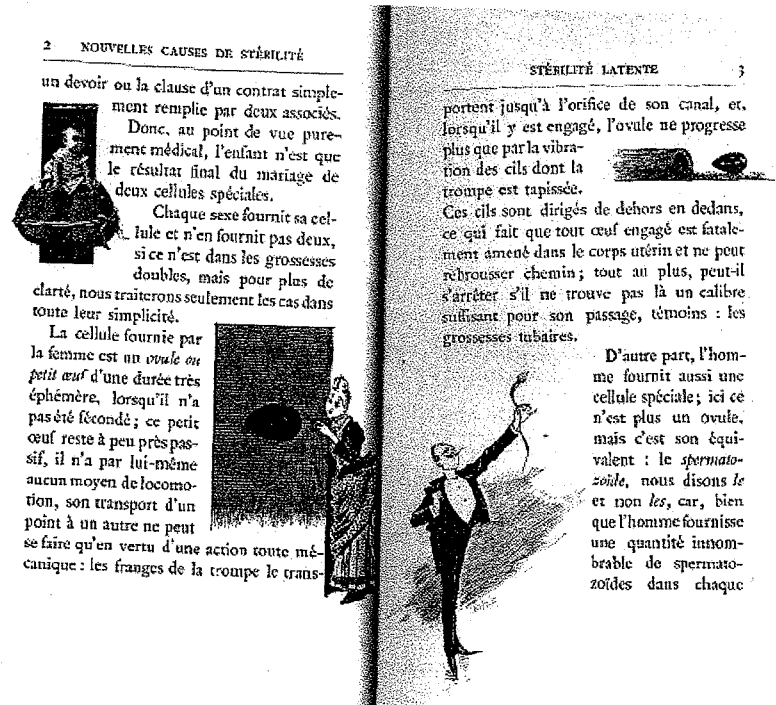 2 NOUVELLES CAUSES DE STÉRILITÉ
un devoir ou la clause d'un contrat simple-
ment remplie par deux associés.
Donc, au point de vue pure-
ment médical, l'enfant n'est que
le résultat final du mariage de
deux cellules spéciales.
Chaque sexe fournit sa cel-
lule et n'en fournit pas deux,
si ce n'est dans les grossesses
doubles, mais pour plus de
clarté, nous traiterons seulement les cas dans
toute leur simplicité.
La cellule fournie par
la femme est un ovule ou
petit œuf d'une durée très
éphémère, lorsqu'il n'a
pas été fécondé; ce petit
œuf reste à peu près pas-
sif, il n'a par lui-même
aucun moyen de locomo-
tion, son transport d'un
point à un autre ne peut
se faire qu'en vertu d'une action toute mé-
canique : les franges de la trompe le trans-
STÉRILITÉ LATENTE 3
portent jusqu'à l'orifice de son canal, et,
lorsqu'il y est engagé, l'ovule ne progresse
plus que par la vibra-
tion des cils dont la
trompe est tapissée.
Ces cils sont dirigés de dehors en dedans,
ce qui fait que tout œuf engagé est fatale-
ment amené dans le corps utérin et ne peut
rebrousser chemin; tout au plus, peut-il
s'arrêter s'il ne trouve pas là un calibre
suffisant pour son passage, témoins : les
grossesses tubaires.
D'autre part, l'hom-
me fournit aussi une
cellule spéciale; ici ce
n'est plus un ovule,
mais c'est son équi-
valent : le spermato-
zoïde, nous disons le
et non les, car, bien
que l'homme fournisse
une quantité innom-
brable de spermato-
zoïdes dans chaque